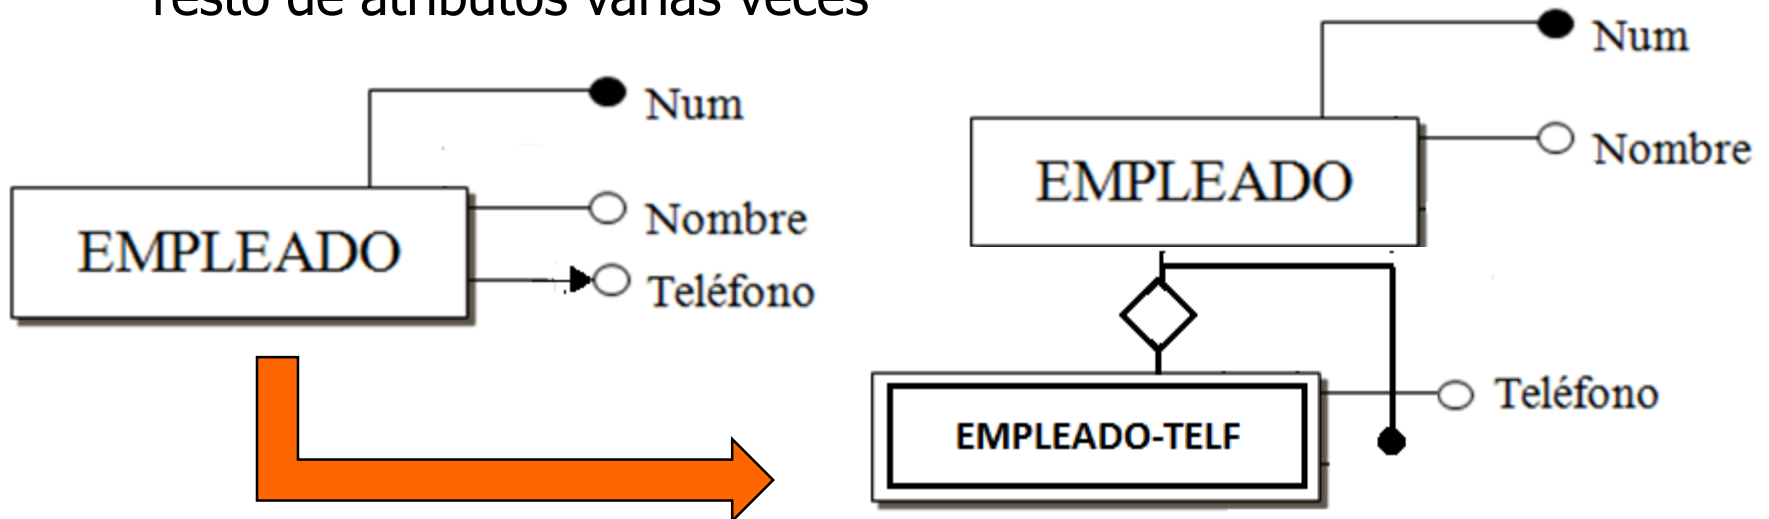 resto de atributos varias veces
Num
Nombre
EMPLEADO
Teléfono
Num
Nombre
EMPLEADO
Teléfono
EMPLEADO-TELF